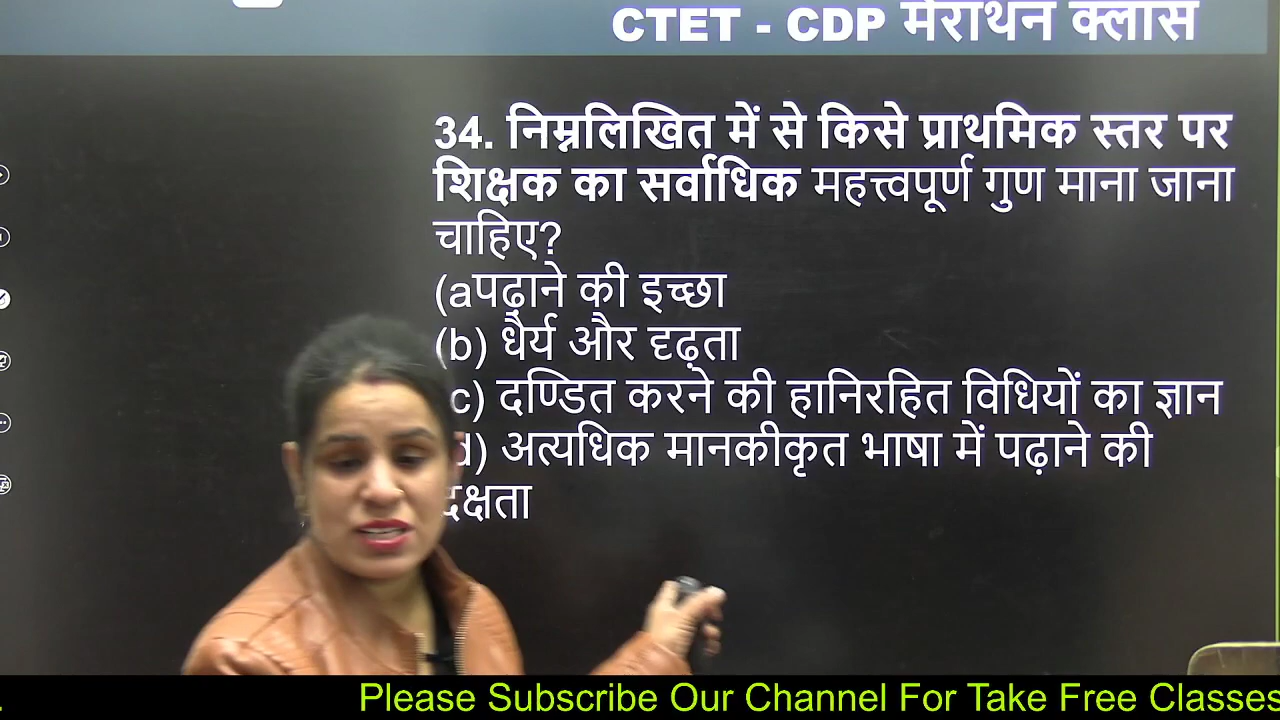 CTET - CDP मैराथन क्लास
34. निम्नलिखित में से किसे प्राथमिक स्तर पर
शिक्षक का सर्वाधिक महत्त्वपूर्ण गुण माना जाना
चाहिए?
(aपढ़ाने की इच्छा
(b) धैर्य और दृढ़ता
c) दण्डित करने की हानिरहित विधियों का ज्ञान
d) अत्यधिक मानकीकृत भाषा में पढ़ाने की
दक्षता
Please Subscribe Our Channel For Take Free Classes